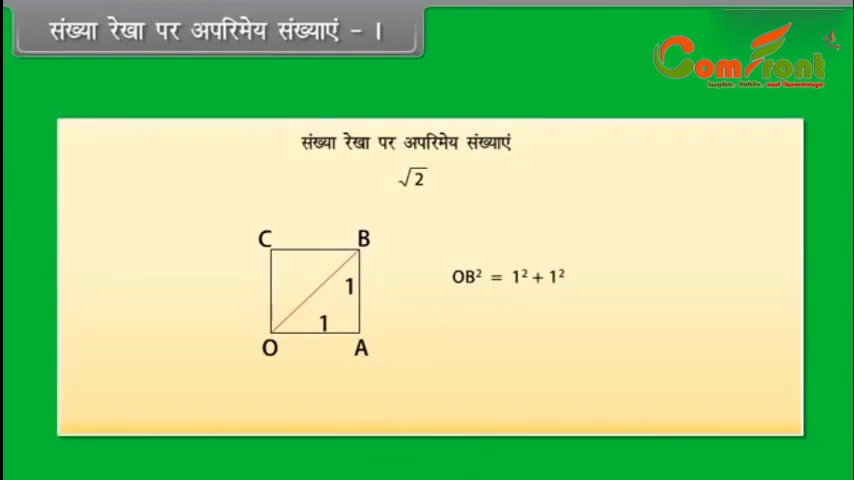 संख्या रेखा पर अपरिमेय संख्याएं - I
ComFront
संख्या रेखा पर अपरिमेय संख्याएं
√2
C B
OB² = 1² + 1²
1
1
O A